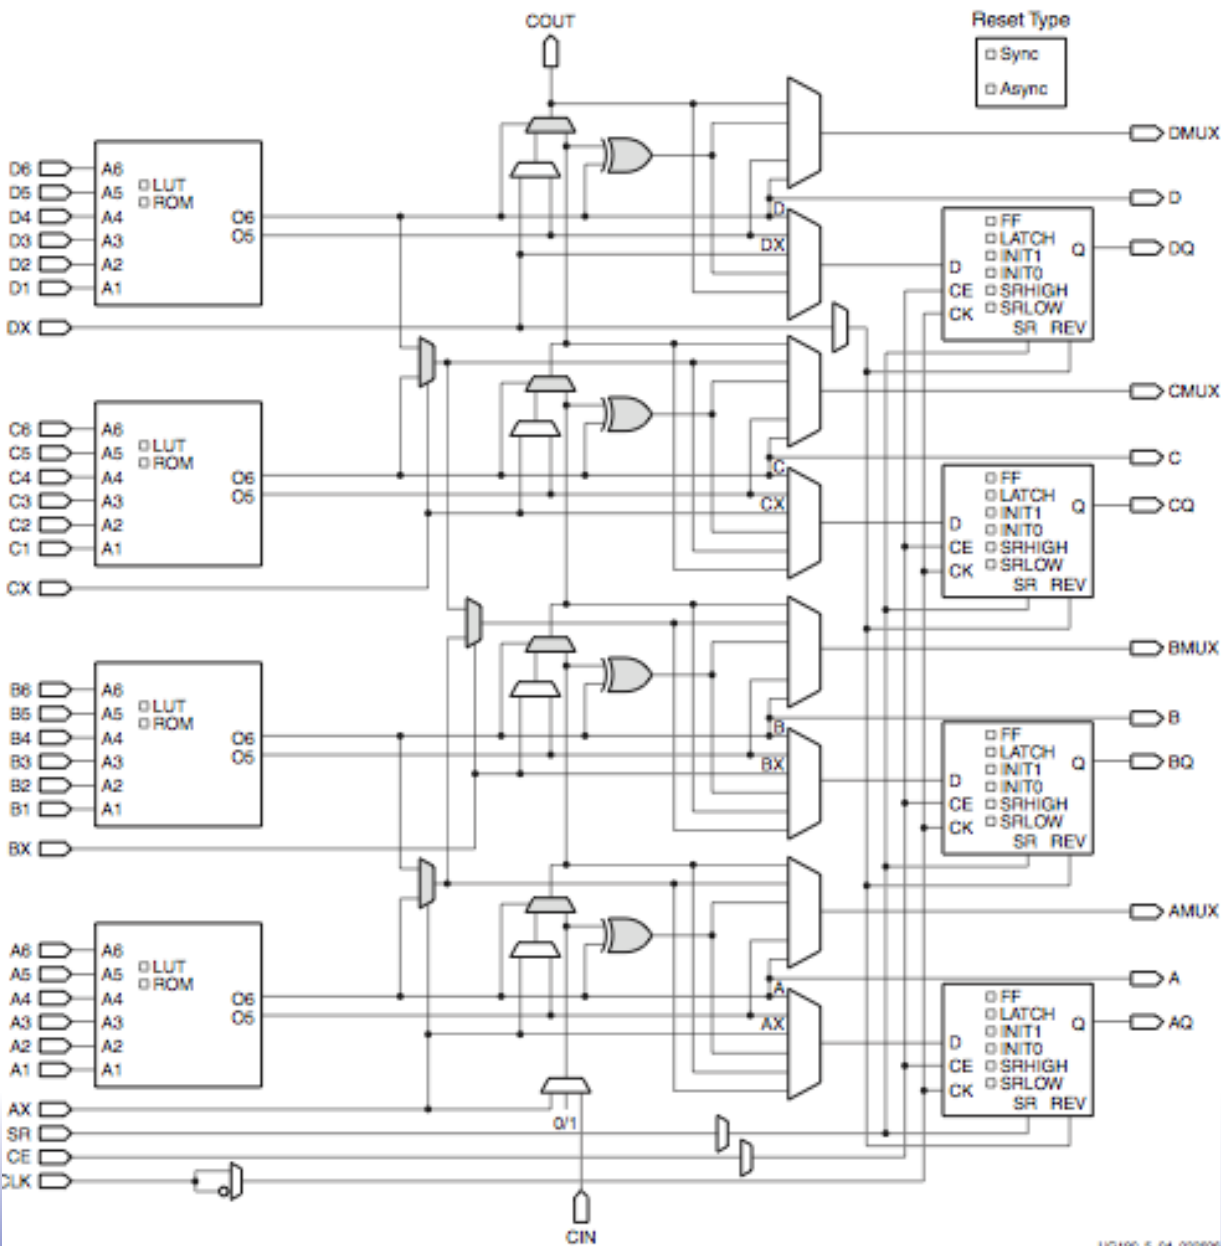 COUT
Reset Type
Sync
Async
DMUX
D6 A6
D5 A5
D4 A4
D3 A3
D2 A2
D1 A1
LUT
ROM
O6
O5
D
D
DX
FF
LATCH
INIT1
INIT0
SRHIGH
SRLOW
D
CE
CK
Q
SR REV
DQ
DX
CMUX
C6 A6
C5 A5
C4 A4
C3 A3
C2 A2
C1 A1
LUT
ROM
O6
O5
C
C
CX
FF
LATCH
INIT1
INIT0
SRHIGH
SRLOW
D
CE
CK
Q
SR REV
CQ
CX
BMUX
B6 A6
B5 A5
B4 A4
B3 A3
B2 A2
B1 A1
LUT
ROM
O6
O5
B
B
BX
FF
LATCH
INIT1
INIT0
SRHIGH
SRLOW
D
CE
CK
Q
SR REV
BQ
BX
AMUX
A6 A6
A5 A5
A4 A4
A3 A3
A2 A2
A1 A1
LUT
ROM
O6
O5
A
A
AX
FF
LATCH
INIT1
INIT0
SRHIGH
SRLOW
D
CE
CK
Q
SR REV
AQ
AX
0/1
SR
CE
CLK
CIN